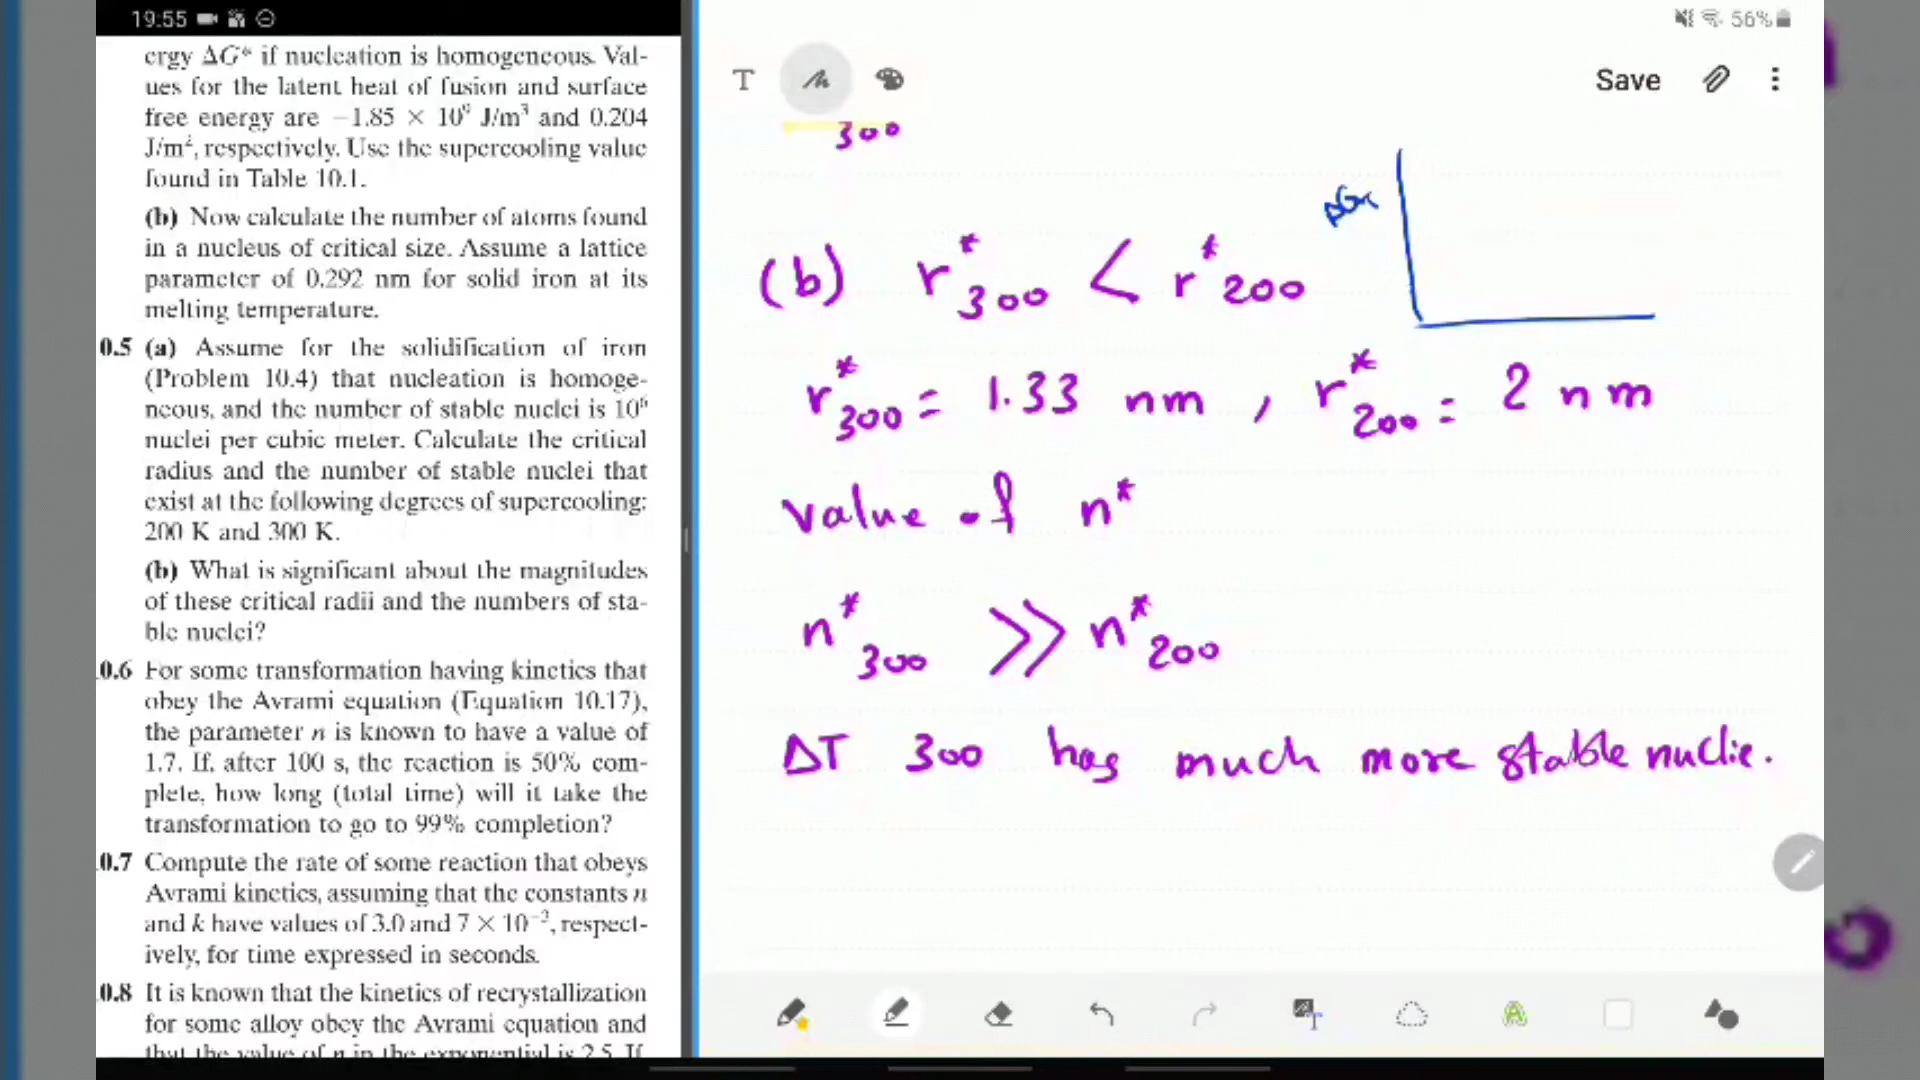 19:55
56%
ergy ΔG* if nucleation is homogeneous. Val-
ues for the latent heat of fusion and surface
free energy are −1.85 × 10⁹ J/m³ and 0.204
J/m², respectively. Use the supercooling value
found in Table 10.1.
(b) Now calculate the number of atoms found
in a nucleus of critical size. Assume a lattice
parameter of 0.292 nm for solid iron at its
melting temperature.
0.5 (a) Assume for the solidification of iron
(Problem 10.4) that nucleation is homoge-
neous, and the number of stable nuclei is 10⁶
nuclei per cubic meter. Calculate the critical
radius and the number of stable nuclei that
exist at the following degrees of supercooling:
200 K and 300 K.
(b) What is significant about the magnitudes
of these critical radii and the numbers of sta-
ble nuclei?
0.6 For some transformation having kinetics that
obey the Avrami equation (Equation 10.17),
the parameter n is known to have a value of
1.7. If, after 100 s, the reaction is 50% com-
plete, how long (total time) will it take the
transformation to go to 99% completion?
0.7 Compute the rate of some reaction that obeys
Avrami kinetics, assuming that the constants n
and k have values of 3.0 and 7 × 10⁻², respect-
ively, for time expressed in seconds.
0.8 It is known that the kinetics of recrystallization
for some alloy obey the Avrami equation and
that the value of n in the exponential is 2.5. If,
T
Save
300
(b) r*300 < r*200
r*300 = 1.33 nm, r*200 = 2 nm
value of n*
n*300 >> n*200
ΔT 300 has much more stable nuclie.
T
A